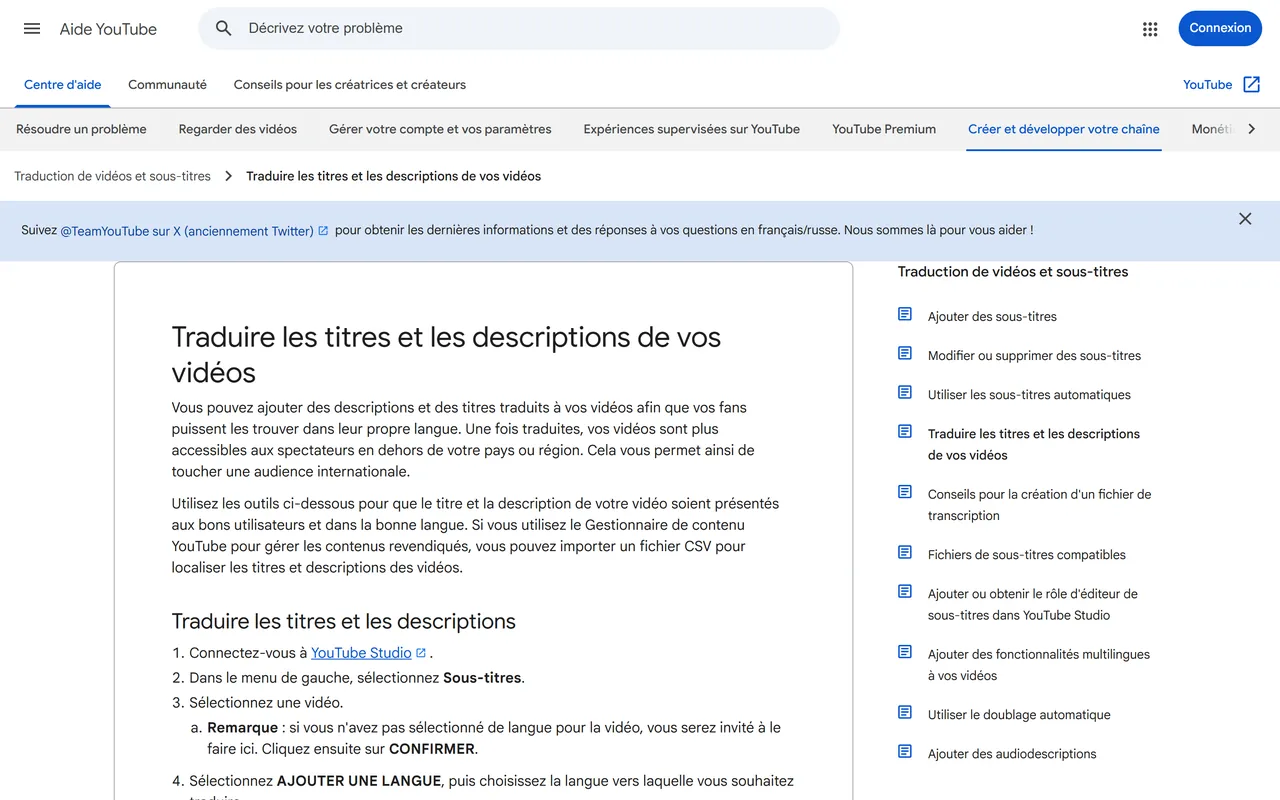 Aide YouTube
Décrivez votre problème
Connexion
Centre d'aide
Communauté
Conseils pour les créatrices et créateurs
YouTube
Résoudre un problème
Regarder des vidéos
Gérer votre compte et vos paramètres
Expériences supervisées sur YouTube
YouTube Premium
Créer et développer votre chaîne
Traduction de vidéos et sous-titres
Traduire les titres et les descriptions de vos vidéos
Suivez @TeamYouTube sur X (anciennement Twitter) pour obtenir les dernières informations et des réponses à vos questions en français/russe. Nous sommes là pour vous aider !
Traduire les titres et les descriptions de vos
vidéos
Vous pouvez ajouter des descriptions et des titres traduits à vos vidéos afin que vos fans
puissent les trouver dans leur propre langue. Une fois traduites, vos vidéos sont plus
accessibles aux spectateurs en dehors de votre pays ou région. Cela vous permet ainsi de
toucher une audience internationale.
Utilisez les outils ci-dessous pour que le titre et la description de votre vidéo soient présentés
aux bons utilisateurs et dans la bonne langue. Si vous utilisez le Gestionnaire de contenu
YouTube pour gérer les contenus revendiqués, vous pouvez importer un fichier CSV pour
localiser les titres et descriptions des vidéos.
Traduire les titres et les descriptions
1. Connectez-vous à YouTube Studio .
2. Dans le menu de gauche, sélectionnez Sous-titres.
3. Sélectionnez une vidéo.
a. Remarque : si vous n'avez pas sélectionné de langue pour la vidéo, vous serez invité à le
faire ici. Cliquez ensuite sur CONFIRMER.
4. Sélectionnez AJOUTER UNE LANGUE, puis choisissez la langue vers laquelle vous souhaitez
Traduction de vidéos et sous-titres
Ajouter des sous-titres
Modifier ou supprimer des sous-titres
Utiliser les sous-titres automatiques
Traduire les titres et les descriptions
de vos vidéos
Conseils pour la création d'un fichier de
transcription
Fichiers de sous-titres compatibles
Ajouter ou obtenir le rôle d'éditeur de
sous-titres dans YouTube Studio
Ajouter des fonctionnalités multilingues
à vos vidéos
Utiliser le doublage automatique
Ajouter des audiodescriptions